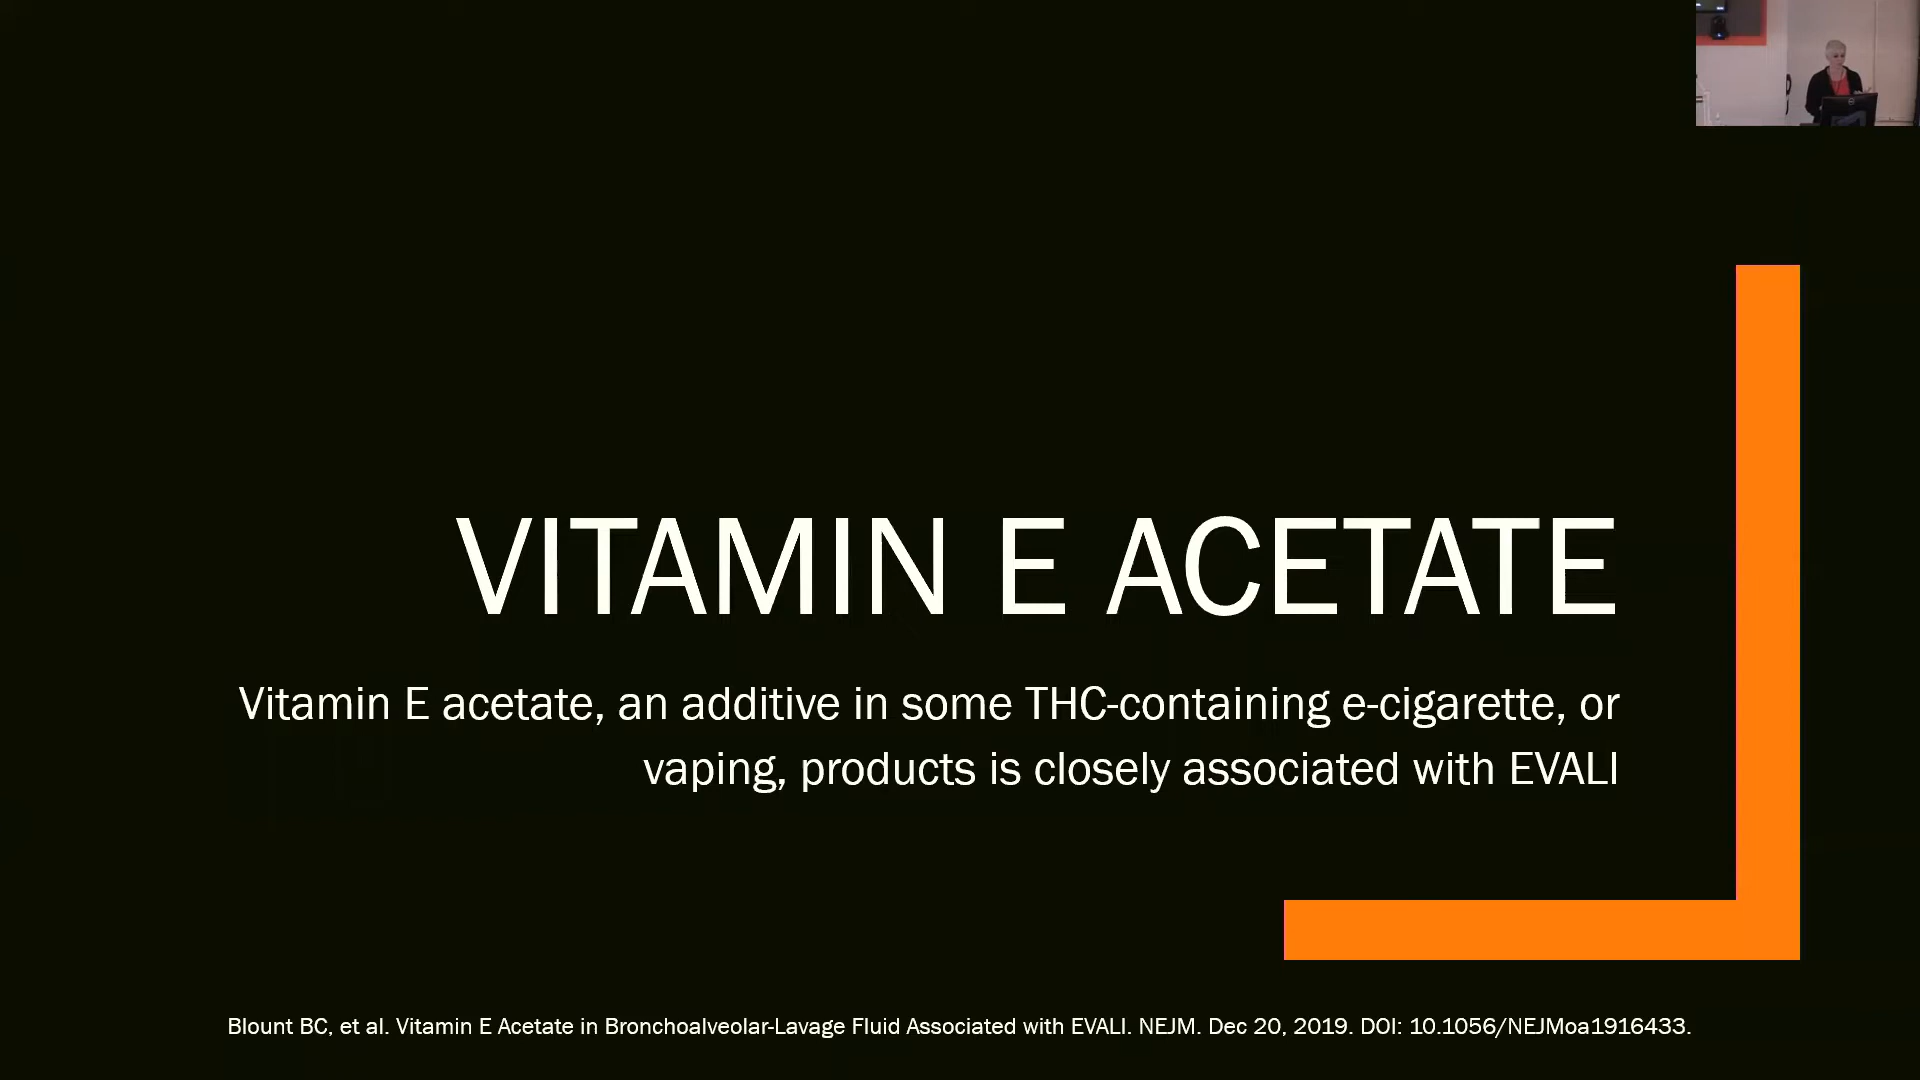 VITAMIN E ACETATE
Vitamin E acetate, an additive in some THC-containing e-cigarette, or
vaping, products is closely associated with EVALI
Blount BC, et al. Vitamin E Acetate in Bronchoalveolar-Lavage Fluid Associated with EVALI. NEJM. Dec 20, 2019. DOI: 10.1056/NEJMoa1916433.